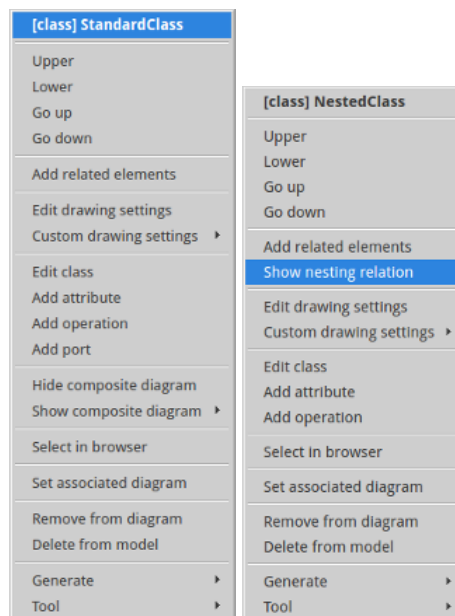 [class] StandardClass
Upper
Lower
Go up
Go down
Add related elements
Edit drawing settings
Custom drawing settings
Edit class
Add attribute
Add operation
Add port
Hide composite diagram
Show composite diagram
Select in browser
Set associated diagram
Remove from diagram
Delete from model
Generate
Tool
[class] NestedClass
Upper
Lower
Go up
Go down
Add related elements
Show nesting relation
Edit drawing settings
Custom drawing settings
Edit class
Add attribute
Add operation
Select in browser
Set associated diagram
Remove from diagram
Delete from model
Generate
Tool